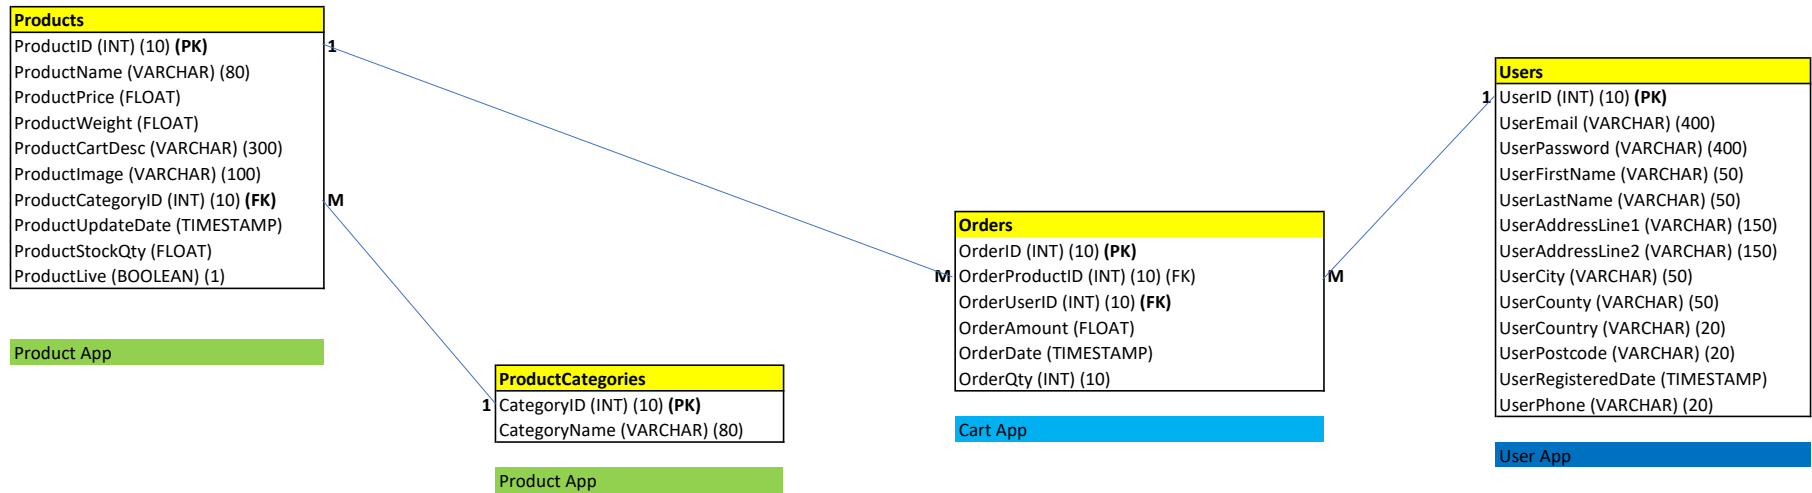 Products
ProductID (INT) (10) (PK)
1
ProductName (VARCHAR) (80)
ProductPrice (FLOAT)
ProductWeight (FLOAT)
ProductCartDesc (VARCHAR) (300)
ProductImage (VARCHAR) (100)
ProductCategoryID (INT) (10) (FK)
M
ProductUpdateDate (TIMESTAMP)
ProductStockQty (FLOAT)
ProductLive (BOOLEAN) (1)
Product App
ProductCategories
1
CategoryID (INT) (10) (PK)
CategoryName (VARCHAR) (80)
Product App
Orders
OrderID (INT) (10) (PK)
M
OrderProductID (INT) (10) (FK)
M
OrderUserID (INT) (10) (FK)
OrderAmount (FLOAT)
OrderDate (TIMESTAMP)
OrderQty (INT) (10)
Cart App
Users
1
UserID (INT) (10) (PK)
UserEmail (VARCHAR) (400)
UserPassword (VARCHAR) (400)
UserFirstName (VARCHAR) (50)
UserLastName (VARCHAR) (50)
UserAddressLine1 (VARCHAR) (150)
UserAddressLine2 (VARCHAR) (150)
UserCity (VARCHAR) (50)
UserCounty (VARCHAR) (50)
UserCountry (VARCHAR) (20)
UserPostcode (VARCHAR) (20)
UserRegisteredDate (TIMESTAMP)
UserPhone (VARCHAR) (20)
User App